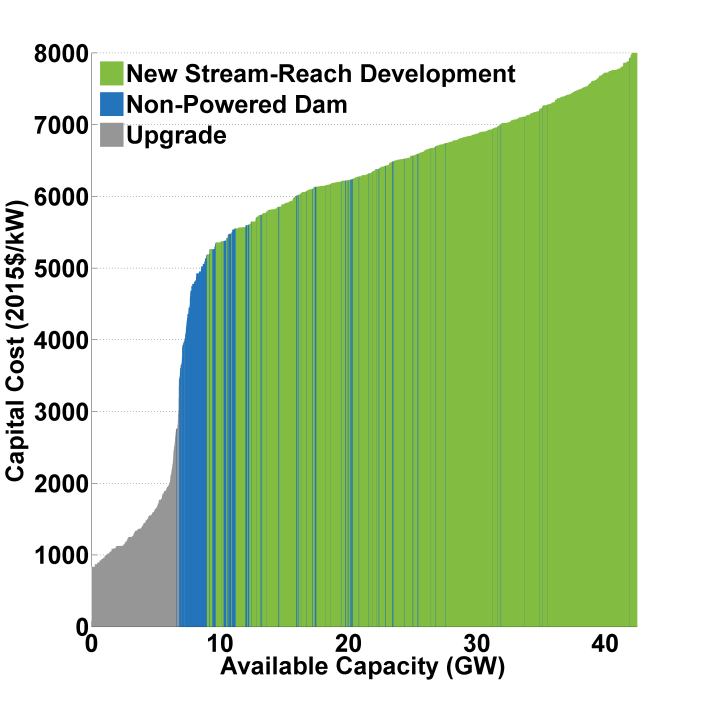 8000
7000
6000
5000
4000
3000
2000
1000
0
Capital Cost (2015$/kW)
New Stream-Reach Development
Non-Powered Dam
Upgrade
0 10 20 30 40
Available Capacity (GW)